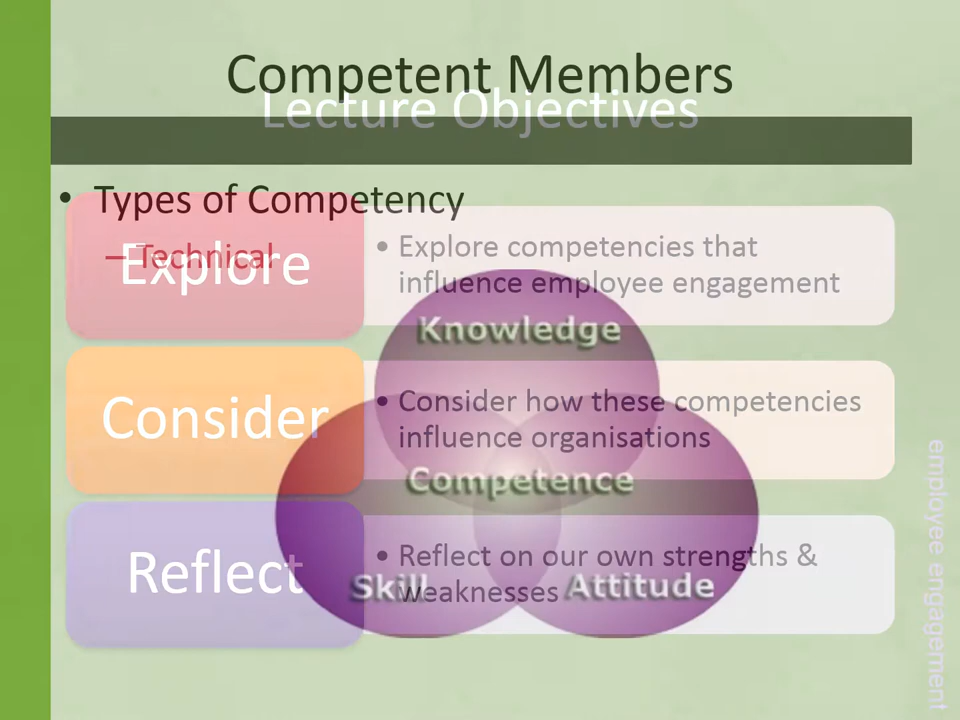 Competent Members
Lecture Objectives
• Types of Competency
– Technical
Explore
• Explore competencies that
influence employee engagement
Knowledge
Consider
• Consider how these competencies
influence organisations
Competence
Reflect
• Reflect on our own strengths &
weaknesses
Skill
Attitude
employee engagement